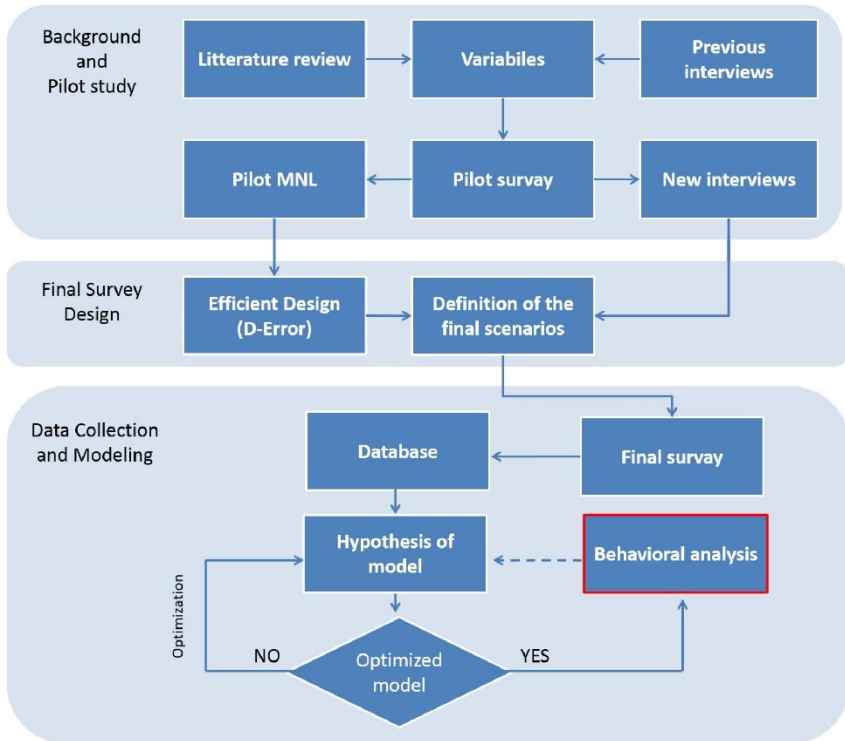 Background
and
Pilot study
Litterature review
Variabiles
Previous
interviews
Pilot MNL
Pilot survay
New interviews
Final Survey
Design
Efficient Design
(D-Error)
Definition of the
final scenarios
Data Collection
and Modeling
Database
Final survay
Hypothesis of
model
Behavioral analysis
Optimization
NO
Optimized
model
YES